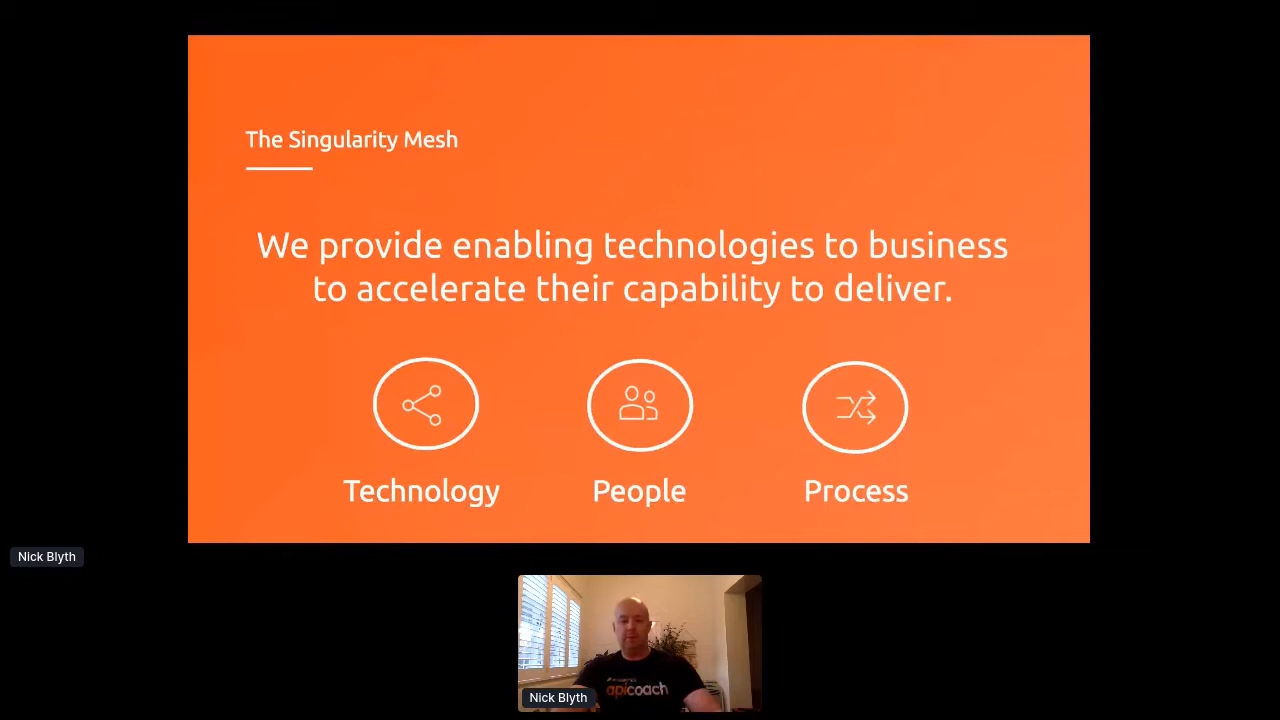 The Singularity Mesh
We provide enabling technologies to business
to accelerate their capability to deliver.
Technology
People
Process
Nick Blyth
apicoach
Nick Blyth